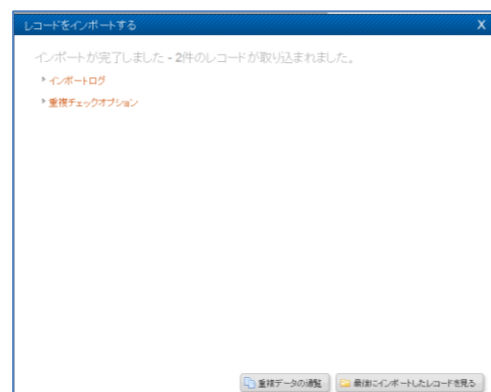 レコードをインポートする X
インポートが完了しました - 2件のレコードが取り込まれました。
インポートログ
重複チェックオプション
重複データの通覧 最後にインポートしたレコードを見る